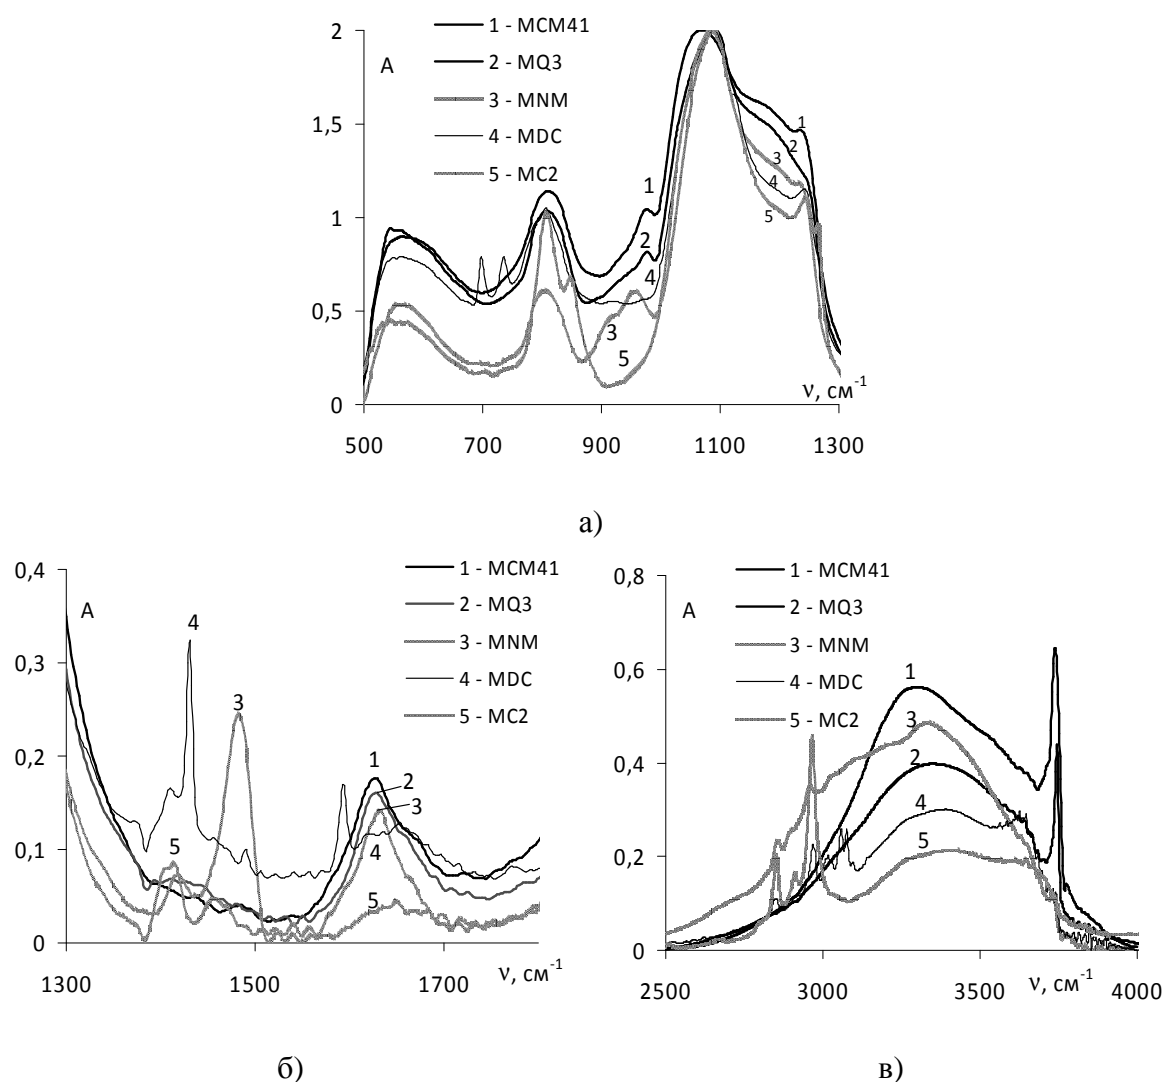 2
1,5
1
0,5
0
A
1 - MCM41
2 - MQ3
3 - MNM
4 - MDC
5 - MC2
1
2
3
4
5
1
2
4
3
5
ν, см-1
500 700 900 1100 1300
а)
0,4
0,3
0,2
0,1
0
A
1 - MCM41
2 - MQ3
3 - MNM
4 - MDC
5 - MC2
4
3
5
1
2
3
4
5
ν, см-1
1300 1500 1700
б)
0,8
0,6
0,4
0,2
0
A
1 - MCM41
2 - MQ3
3 - MNM
4 - MDC
5 - MC2
1
3
2
4
5
ν, см-1
2500 3000 3500 4000
в)